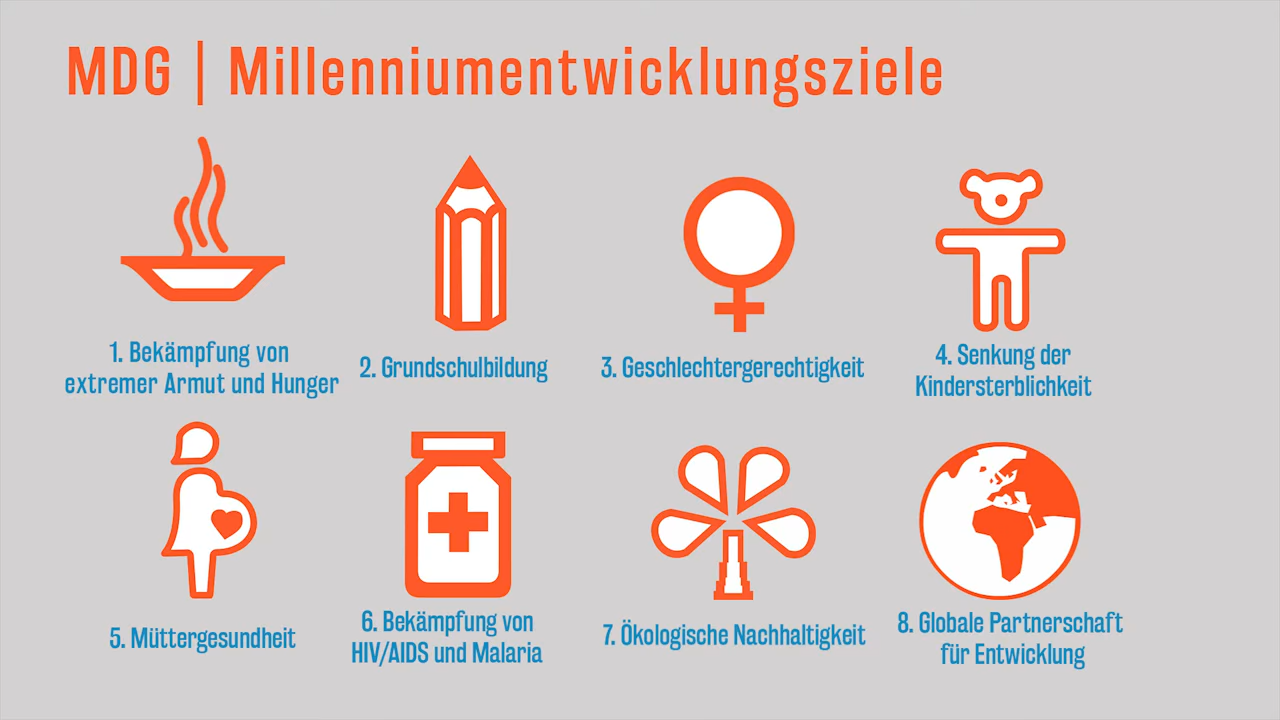 MDG | Millenniumentwicklungsziele
1. Bekämpfung von
extremer Armut und Hunger
2. Grundschulbildung
3. Geschlechtergerechtigkeit
4. Senkung der
Kindersterblichkeit
5. Müttergesundheit
6. Bekämpfung von
HIV/AIDS und Malaria
7. Ökologische Nachhaltigkeit
8. Globale Partnerschaft
für Entwicklung